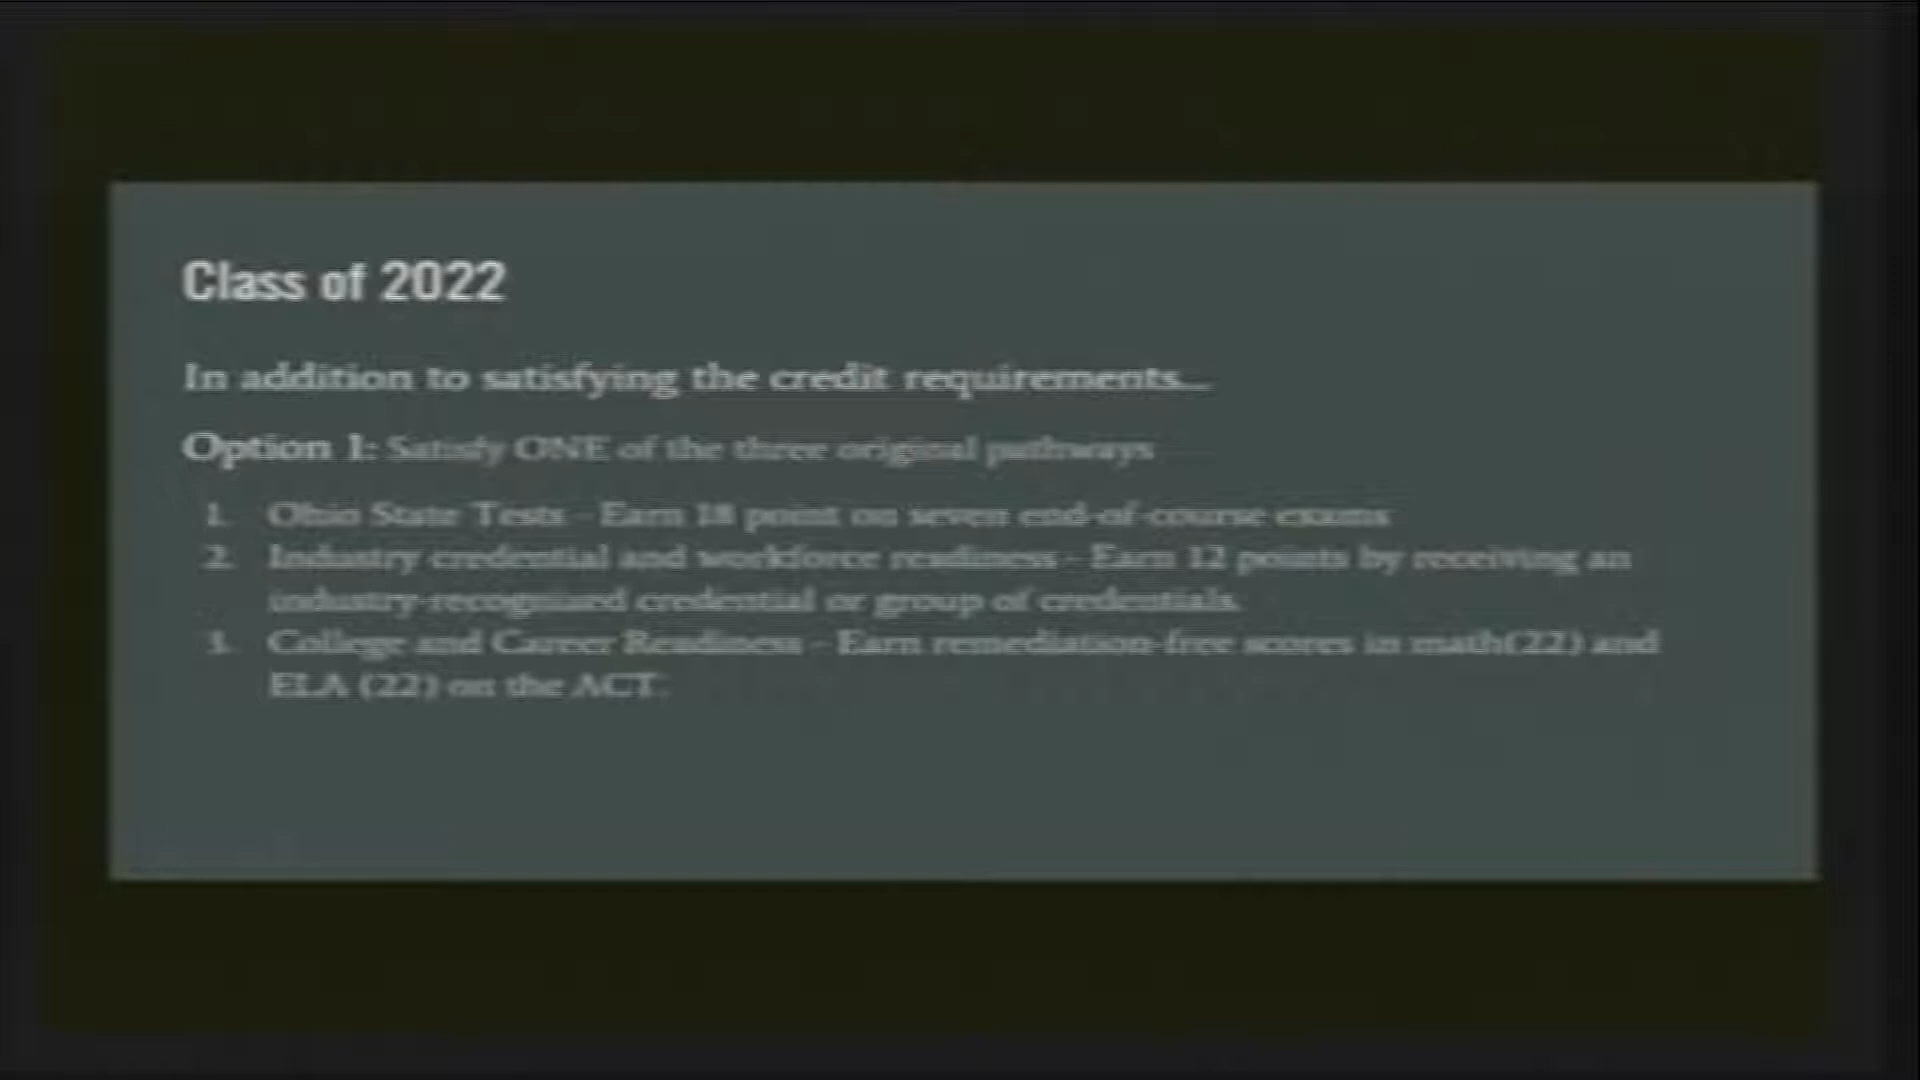 Class of 2022
In addition to satisfying the credit requirements...
Option 1: Satisfy ONE of the three original pathways
1. Ohio State Tests - Earn 18 point on seven end-of-course exams
2. Industry credential and workforce readiness - Earn 12 points by receiving an
industry-recognized credential or group of credentials.
3. College and Career Readiness - Earn remediation-free scores in math(22) and
ELA (22) on the ACT.